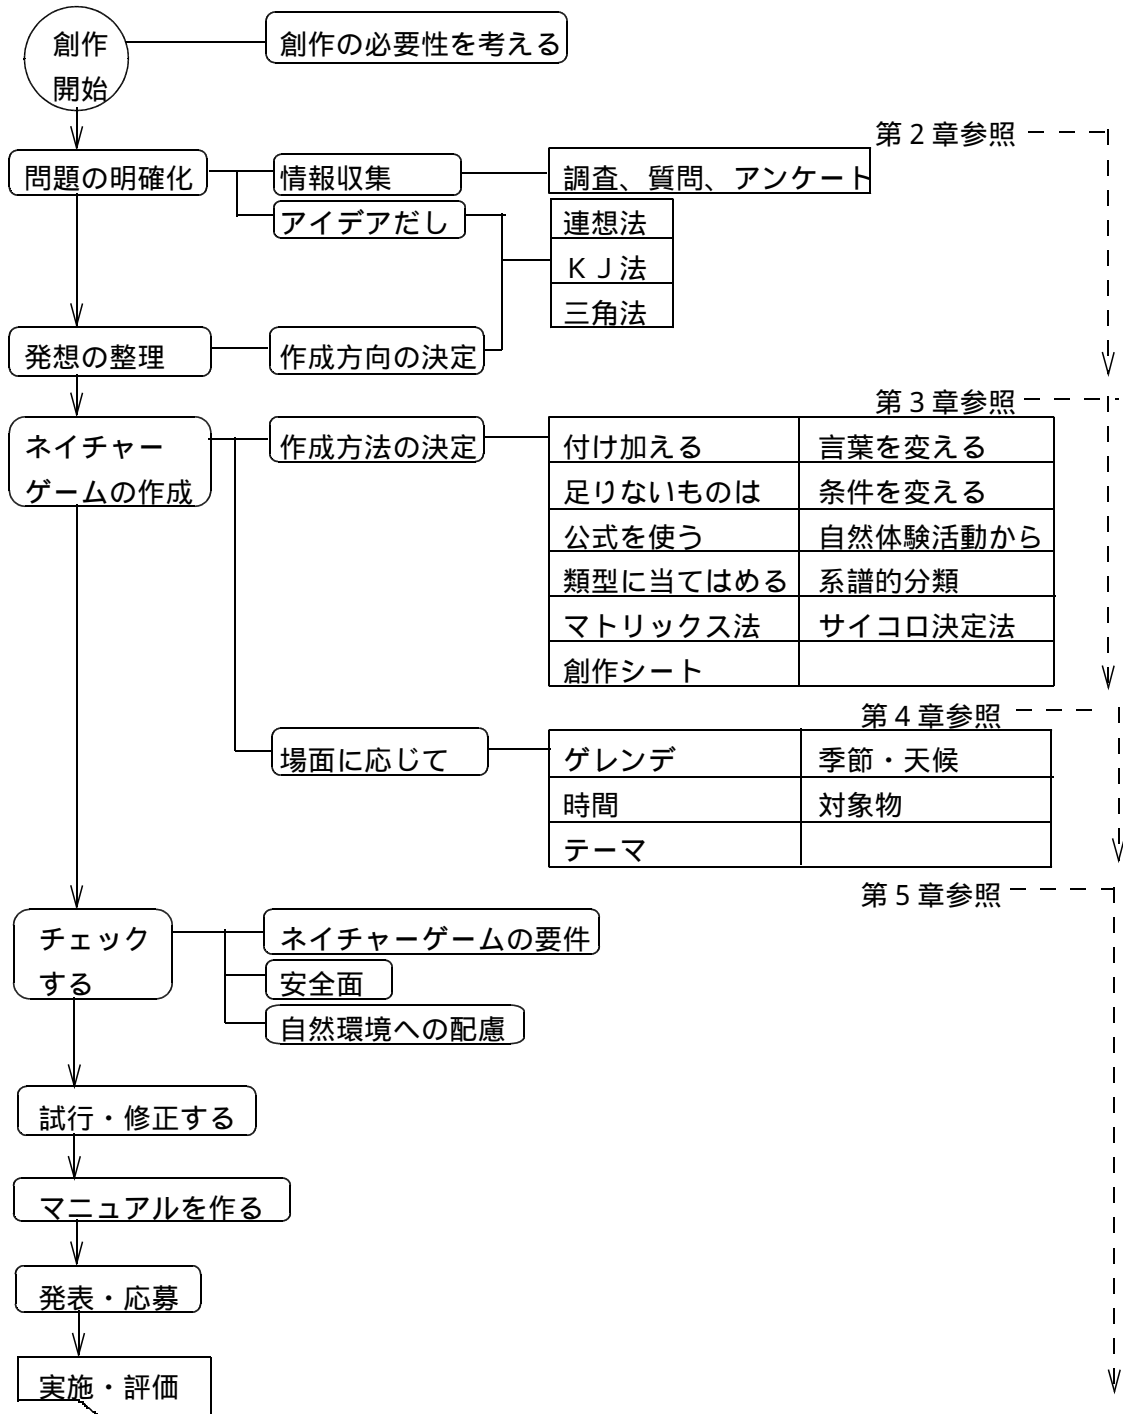 創作
開始
創作の必要性を考える
第２章参照
問題の明確化
情報収集
調査、質問、アンケート
アイデアだし
連想法
ＫＪ法
三角法
発想の整理
作成方向の決定
第３章参照
ネイチャー
ゲームの作成
作成方法の決定
付け加える
言葉を変える
足りないものは
条件を変える
公式を使う
自然体験活動から
類型に当てはめる
系譜的分類
マトリックス法
サイコロ決定法
創作シート
第４章参照
場面に応じて
ゲレンデ
季節・天候
時間
対象物
テーマ
第５章参照
チェック
する
ネイチャーゲームの要件
安全面
自然環境への配慮
試行・修正する
マニュアルを作る
発表・応募
実施・評価